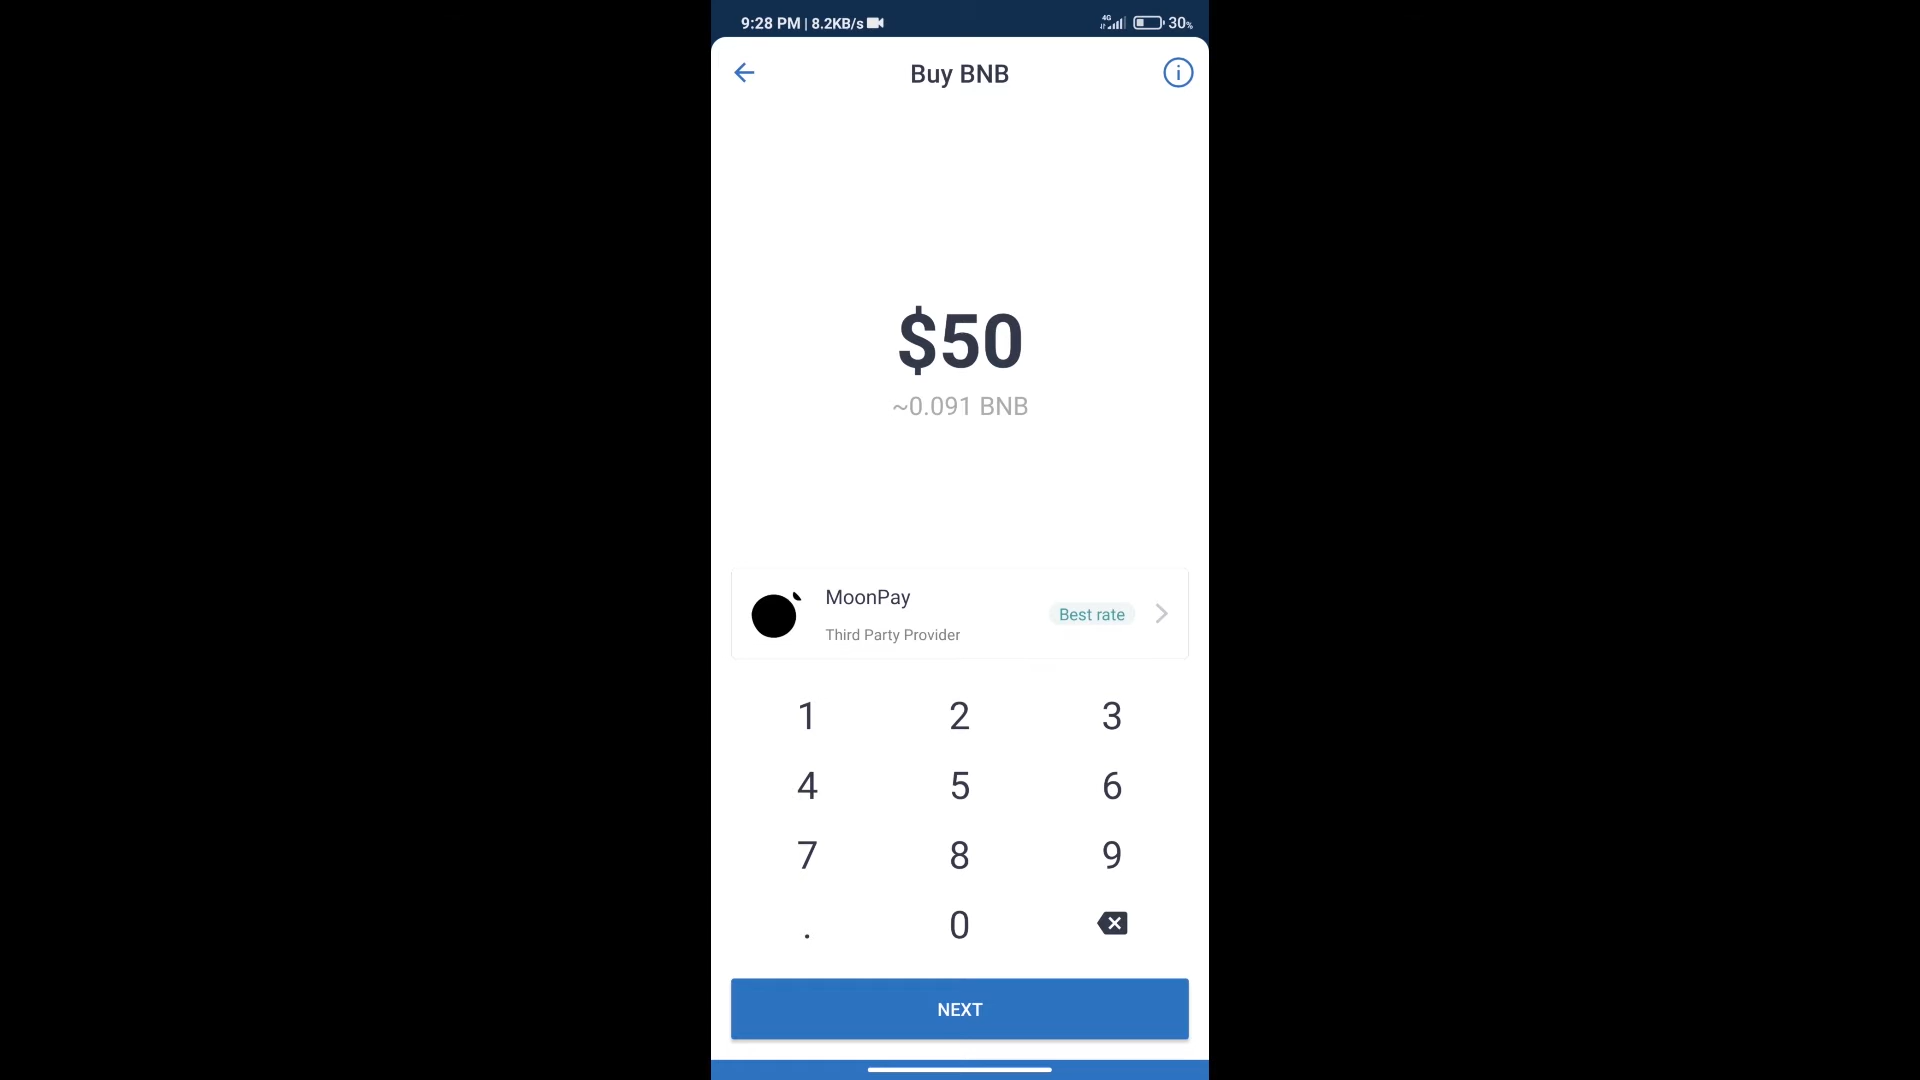 9:28 PM | 8.2KB/s
4G
30%
Buy BNB
$50
~0.091 BNB
MoonPay
Third Party Provider
Best rate
1 2 3
4 5 6
7 8 9
. 0
NEXT